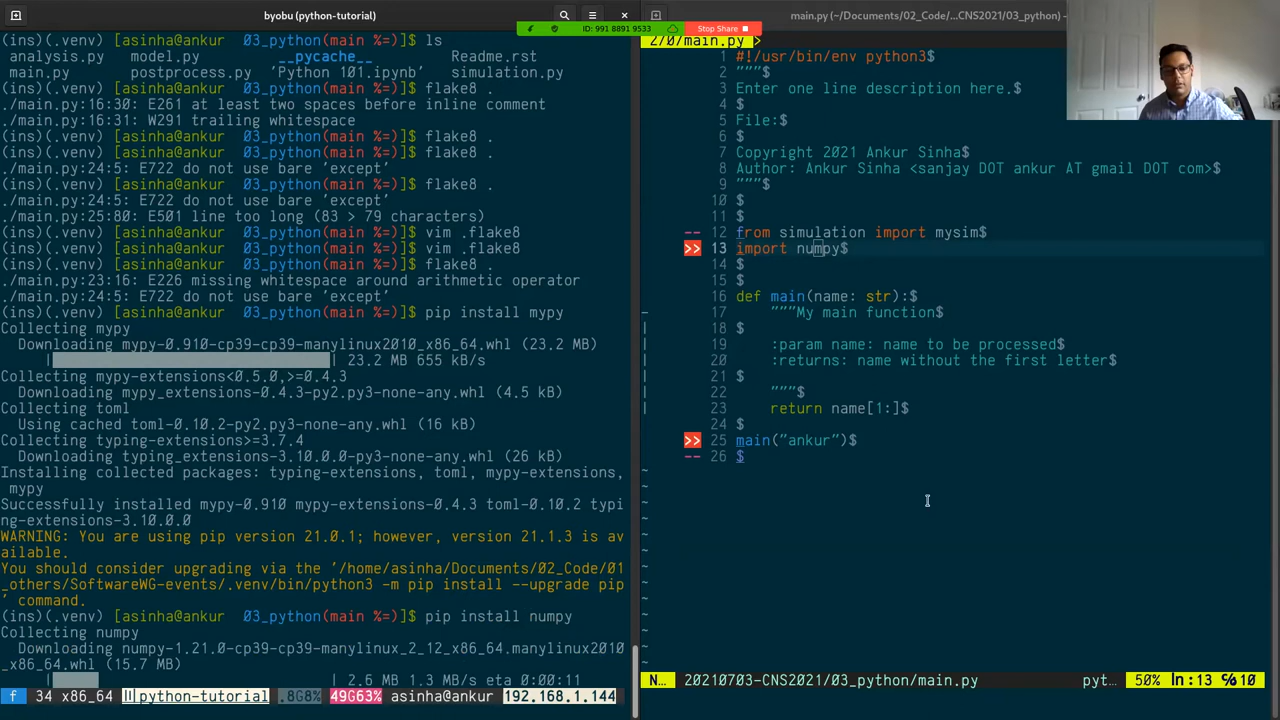 byobu (python-tutorial)
(ins)(.venv) [asinha@ankur  03_python(main %=)]$ ls
analysis.py   model.py        __pycache__         Readme.rst
main.py       postprocess.py  'Python 101.ipynb'   simulation.py
(ins)(.venv) [asinha@ankur  03_python(main %=)]$ flake8 .
./main.py:16:30: E261 at least two spaces before inline comment
./main.py:16:31: W291 trailing whitespace
(ins)(.venv) [asinha@ankur  03_python(main %=)]$ flake8 .
(ins)(.venv) [asinha@ankur  03_python(main %=)]$ flake8 .
./main.py:24:5: E722 do not use bare 'except'
(ins)(.venv) [asinha@ankur  03_python(main %=)]$ flake8 .
./main.py:24:5: E722 do not use bare 'except'
./main.py:25:80: E501 line too long (83 > 79 characters)
(ins)(.venv) [asinha@ankur  03_python(main %=)]$ vim .flake8
(ins)(.venv) [asinha@ankur  03_python(main %=)]$ vim .flake8
(ins)(.venv) [asinha@ankur  03_python(main %=)]$ flake8 .
./main.py:23:16: E226 missing whitespace around arithmetic operator
./main.py:24:5: E722 do not use bare 'except'
(ins)(.venv) [asinha@ankur  03_python(main %=)]$ pip install mypy
Collecting mypy
Downloading mypy-0.910-cp39-cp39-manylinux2010_x86_64.whl (23.2 MB)
| | 23.2 MB 655 kB/s
Collecting mypy-extensions<0.5.0,>=0.4.3
Downloading mypy_extensions-0.4.3-py2.py3-none-any.whl (4.5 kB)
Collecting toml
Using cached toml-0.10.2-py2.py3-none-any.whl (16 kB)
Collecting typing-extensions>=3.7.4
Downloading typing_extensions-3.10.0.0-py3-none-any.whl (26 kB)
Installing collected packages: typing-extensions, toml, mypy-extensions,
mypy
Successfully installed mypy-0.910 mypy-extensions-0.4.3 toml-0.10.2 typi
ng-extensions-3.10.0.0
WARNING: You are using pip version 21.0.1; however, version 21.1.3 is av
ailable.
You should consider upgrading via the '/home/asinha/Documents/02_Code/01
_others/SoftwareWG-events/.venv/bin/python3 -m pip install --upgrade pip
' command.
(ins)(.venv) [asinha@ankur  03_python(main %=)]$ pip install numpy
Collecting numpy
Downloading numpy-1.21.0-cp39-cp39-manylinux_2_12_x86_64.manylinux2010
_x86_64.whl (15.7 MB)
| | 2.6 MB 1.3 MB/s eta 0:00:11
f 34 x86_64 python-tutorial .8G8% 49G63% asinha@ankur 192.168.1.144
ID: 991 8891 9533 Stop Share
main.py (~/Documents/02_Code/...CNS2021/03_python) -
2/0/main.py >
1 #!/usr/bin/env python3$
2 """$
3 Enter one line description here.$
4 $
5 File:$
6 $
7 Copyright 2021 Ankur Sinha$
8 Author: Ankur Sinha <sanjay DOT ankur AT gmail DOT com>$
9 """$
10 $
11 $
-- 12 from simulation import mysim$
>> 13 import numpy$
14 $
15 $
16 def main(name: str):$
17 """My main function$
18 $
19 :param name: name to be processed$
20 :returns: name without the first letter$
21 $
22 """$
23 return name[1:]$
24 $
>> 25 main("ankur")$
-- 26 $
N... 20210703-CNS2021/03_python/main.py pyt... 50% ln:13 ℅10